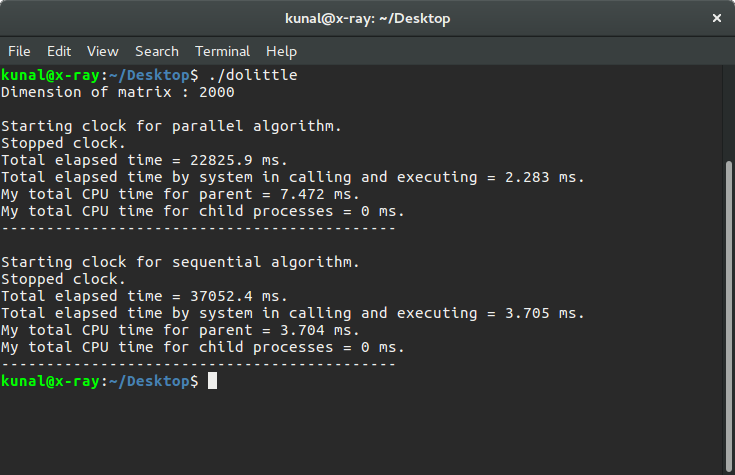 kunal@x-ray: ~/Desktop
File Edit View Search Terminal Help
kunal@x-ray:~/Desktop$ ./dolittle
Dimension of matrix : 2000
Starting clock for parallel algorithm.
Stopped clock.
Total elapsed time = 22825.9 ms.
Total elapsed time by system in calling and executing = 2.283 ms.
My total CPU time for parent = 7.472 ms.
My total CPU time for child processes = 0 ms.
--------------------------------------------
Starting clock for sequential algorithm.
Stopped clock.
Total elapsed time = 37052.4 ms.
Total elapsed time by system in calling and executing = 3.705 ms.
My total CPU time for parent = 3.704 ms.
My total CPU time for child processes = 0 ms.
--------------------------------------------
kunal@x-ray:~/Desktop$